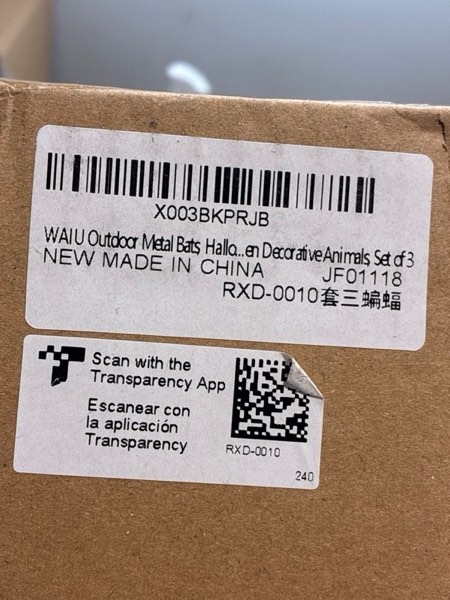 X003BKPRJB
WAIU Outdoor Metal Bats, Hallo...en Decorative Animals, Set of 3
NEW MADE IN CHINA JF01118
RXD-0010套三蝙蝠
Scan with the
Transparency App
Escanear con
la aplicación
Transparency
RXD-0010
240